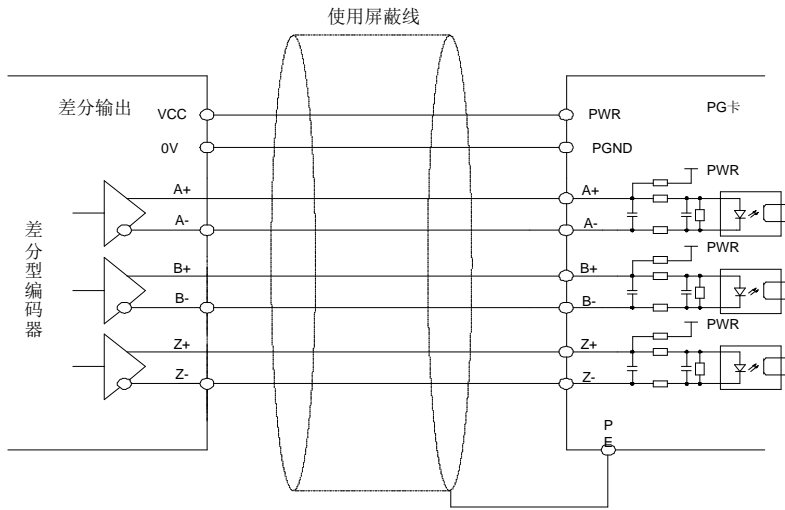 使用屏蔽线
差分输出
VCC
PWR
PG卡
0V
PGND
PWR
A+
A+
A-
A-
PWR
B+
B+
B-
B-
PWR
Z+
Z+
Z-
Z-
差分型编码器
PE